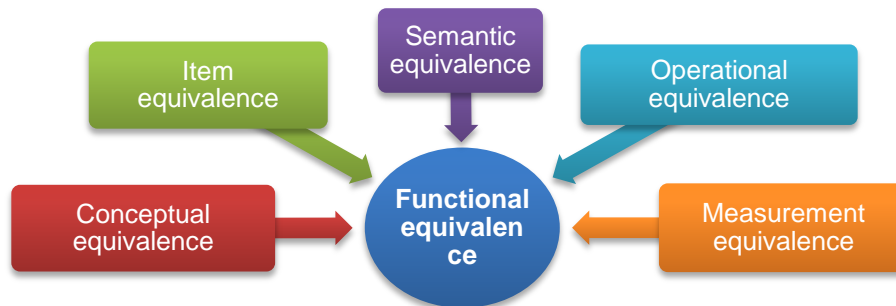 Semantic
equivalence
Item
equivalence
Operational
equivalence
Conceptual
equivalence
Functional
equivalen
ce
Measurement
equivalence